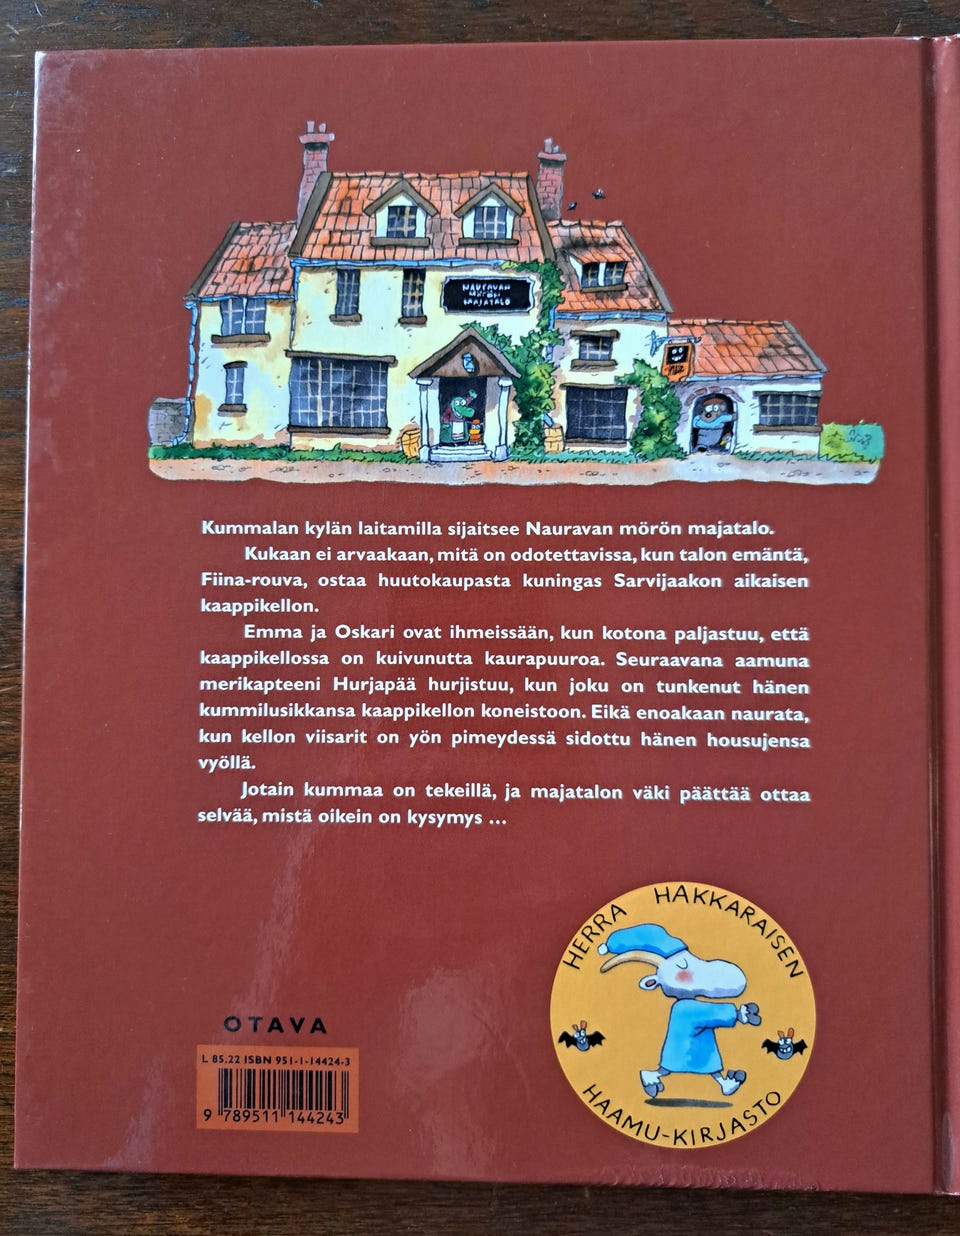 NAURAVAN
MÖRÖN
MAJATALO
Kummalan kylän laitamilla sijaitsee Nauravan mörön majatalo.
Kukaan ei arvaakaan, mitä on odotettavissa, kun talon emäntä,
Fiina-rouva, ostaa huutokaupasta kuningas Sarvijaakon aikaisen
kaappikellon.
Emma ja Oskari ovat ihmeissään, kun kotona paljastuu, että
kaappikellossa on kuivunutta kaurapuuroa. Seuraavana aamuna
merikapteeni Hurjapää hurjistuu, kun joku on tunkenut hänen
kummilusikkansa kaappikellon koneistoon. Eikä enoakaan naurata,
kun kellon viisarit on yön pimeydessä sidottu hänen housujensa
vyöllä.
Jotain kummaa on tekeillä, ja majatalon väki päättää ottaa
selvää, mistä oikein on kysymys ...
HERRA HAKKARAISEN
HAAMU-KIRJASTO
OTAVA
L 85.22 ISBN 951-1-14424-3
9 789511 144243